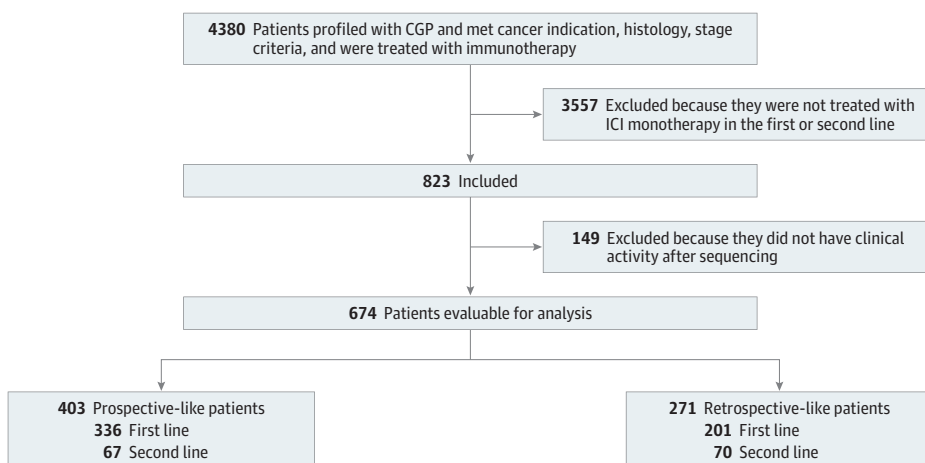 4380 Patients profiled with CGP and met cancer indication, histology, stage
criteria, and were treated with immunotherapy
3557 Excluded because they were not treated with
ICI monotherapy in the first or second line
823 Included
149 Excluded because they did not have clinical
activity after sequencing
674 Patients evaluable for analysis
403 Prospective-like patients
336 First line
67 Second line
271 Retrospective-like patients
201 First line
70 Second line